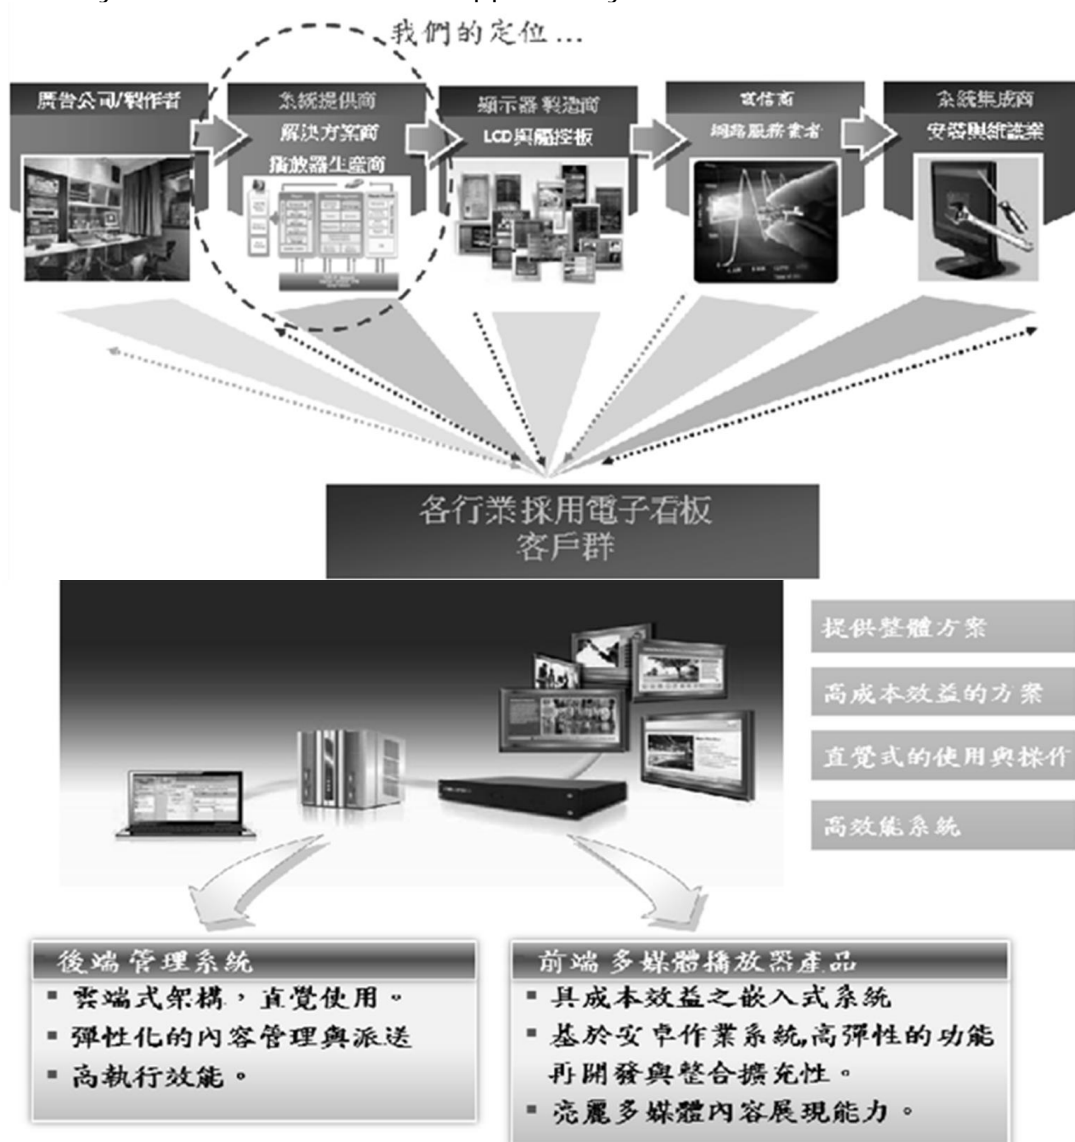 我們的定位...
廣告公司/製作者
系統提供商
解決方案商
播放器生産商
顯示器製造商
LCD與觸控板
電信商
網路服務業者
系統集成商
安裝與維護業
各行業採用電子看板
客戶群
提供整體方案
高成本效益的方案
直覺式的使用與操作
高效能系統
後端管理系統
▪ 雲端式架構，直覺使用。
▪ 彈性化的內容管理與派送
▪ 高執行效能。
前端多媒體播放器產品
▪ 具成本效益之嵌入式系統
▪ 基於安卓作業系統,高彈性的功能
再開發與整合擴充性。
▪ 亮麗多媒體內容展現能力。